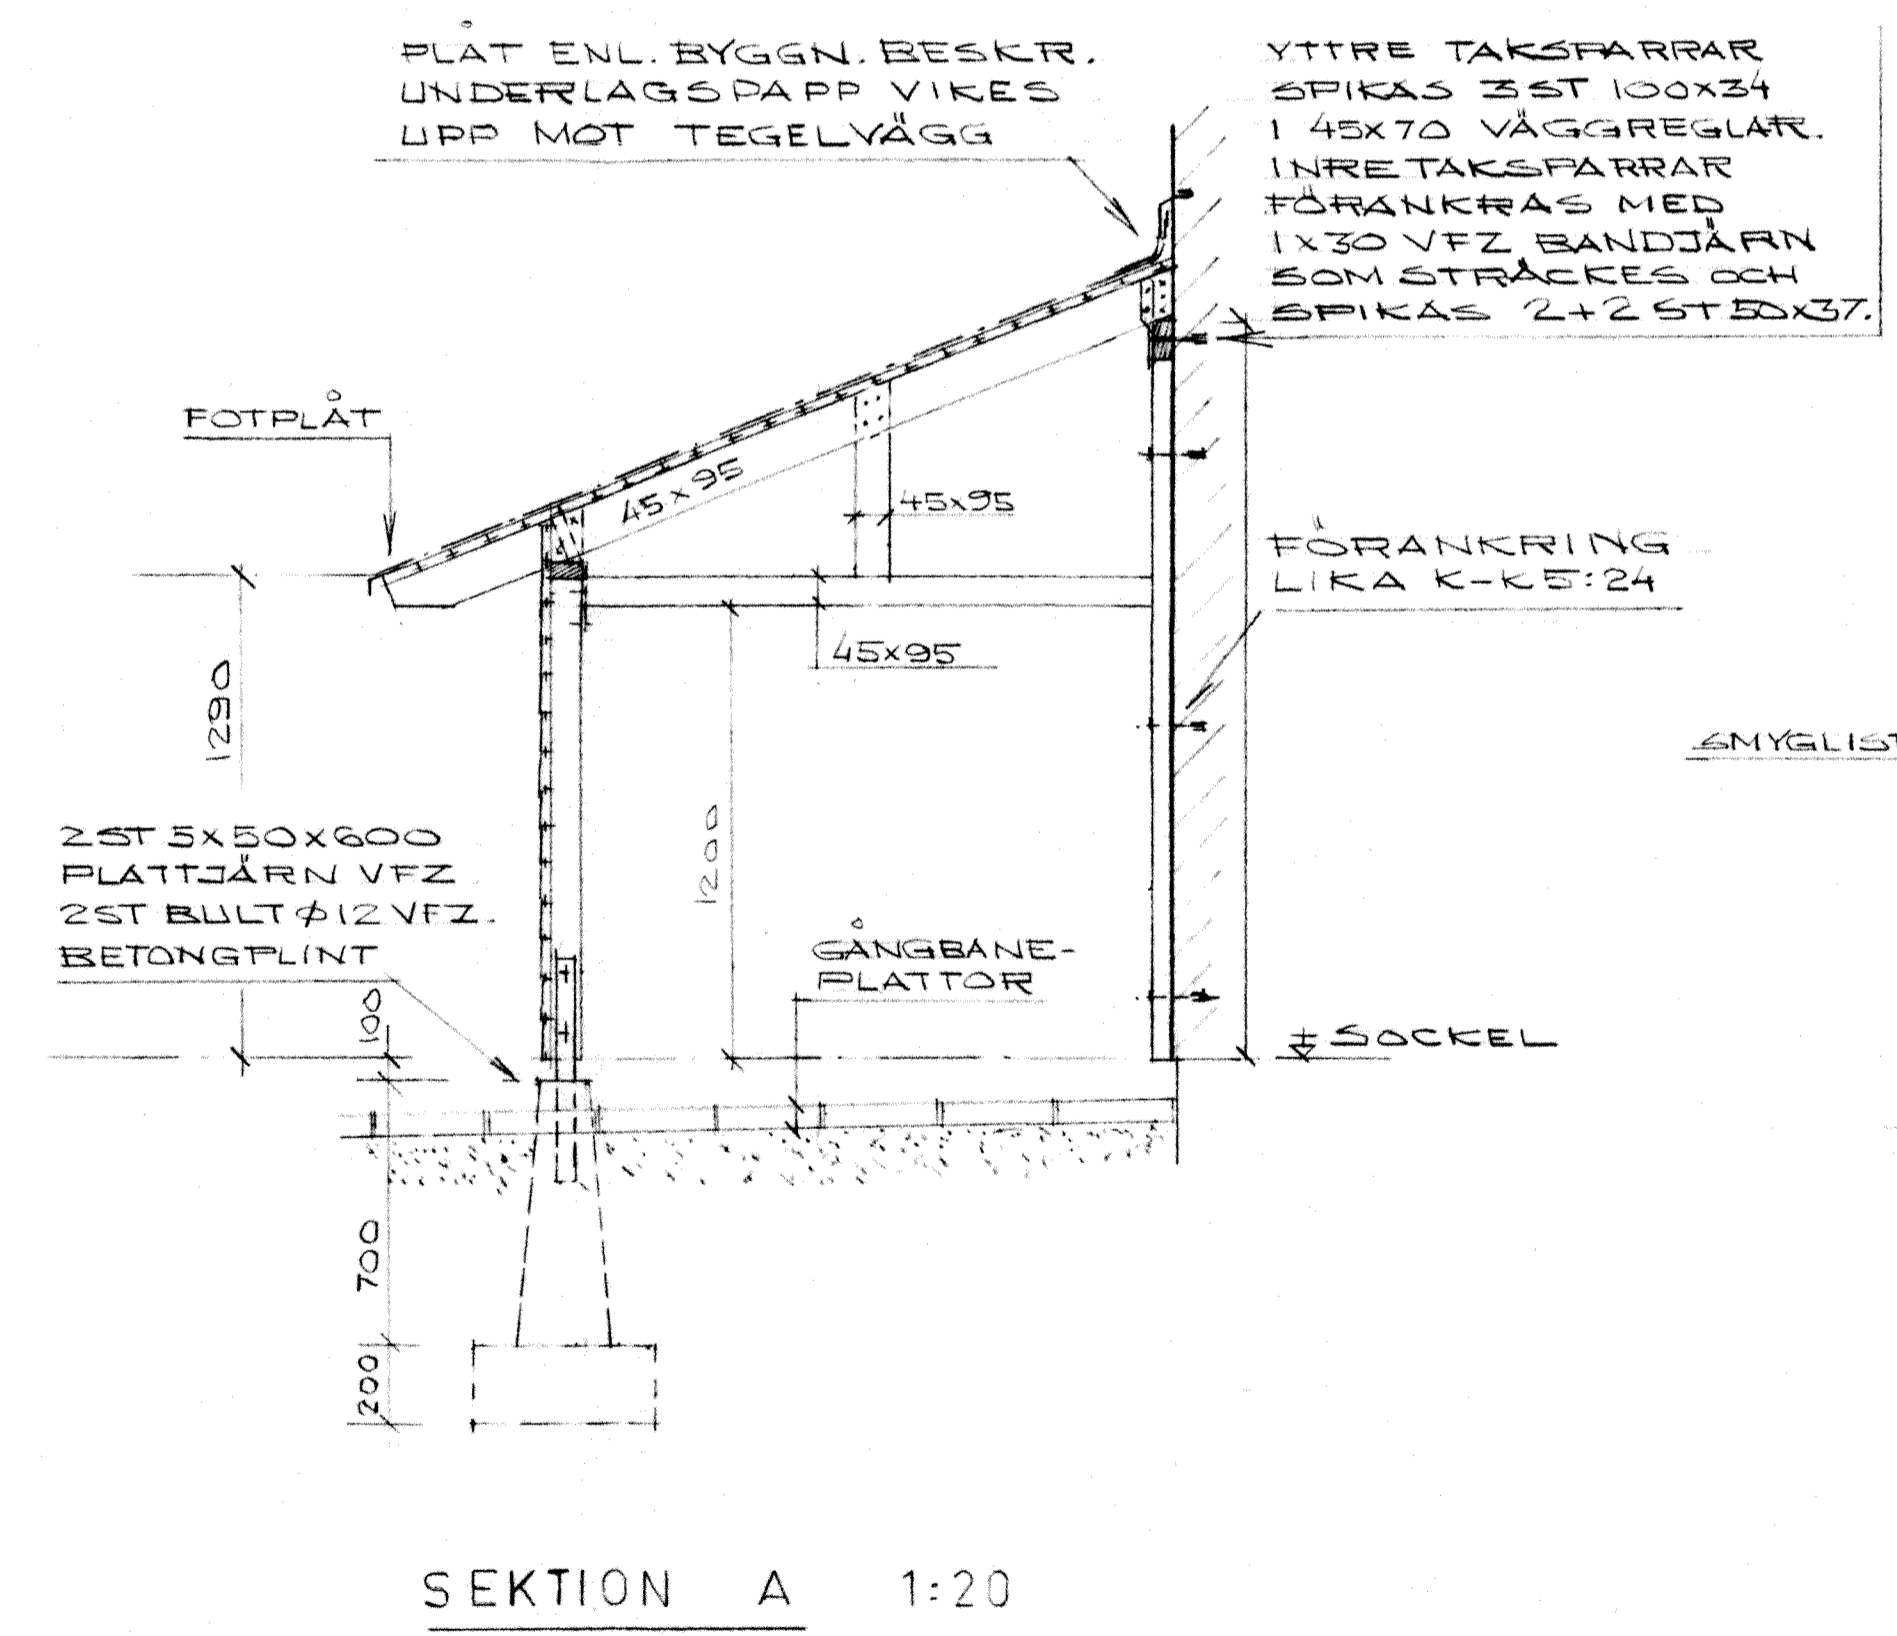 PLÅT ENL. BYGGN. BESKR.
UNDERLAGSPAPP VIKES
UPP MOT TEGELVÄGG
YTTRE TAKSPARRAR
SPIKAS 3 ST 100x34
I 45x70 VÄGGREGLAR.
INRE TAKSPARRAR
FÖRANKRAS MED
1x30 VFZ BANDJÄRN
SOM STRÄCKES OCH
SPIKAS 2+2 ST 50x37.
FOTPLÅT
45x95
45x95
FÖRANKRING
LIKA K-K5:24
45x95
1290
SMYGLIST
1200
2 ST 5x50x600
PLATTJÄRN VFZ
2 ST BULT Ø12 VFZ.
BETONGPLINT
GÅNGBANE-
PLATTOR
100
± SOCKEL
700
200
SEKTION A 1:20